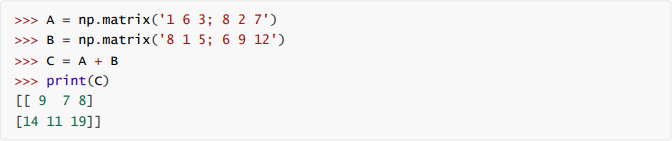 >>> A = np.matrix('1 6 3; 8 2 7')
>>> B = np.matrix('8 1 5; 6 9 12')
>>> C = A + B
>>> print(C)
[[ 9  7 8]
[14 11 19]]